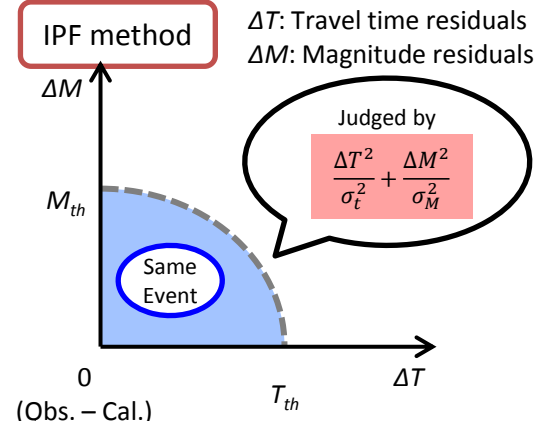 IPF method
ΔT: Travel time residuals
ΔM: Magnitude residuals
ΔM
Judged by
ΔT²/σₜ² + ΔM²/σ_M²
M_th
Same
Event
0
T_th
ΔT
(Obs. – Cal.)